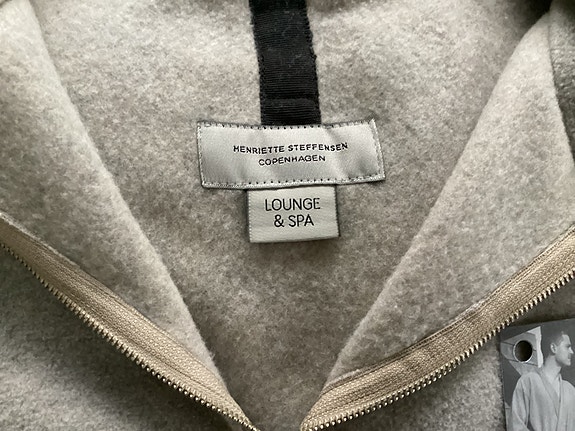 HENRIETTE STEFFENSEN
COPENHAGEN
LOUNGE
& SPA